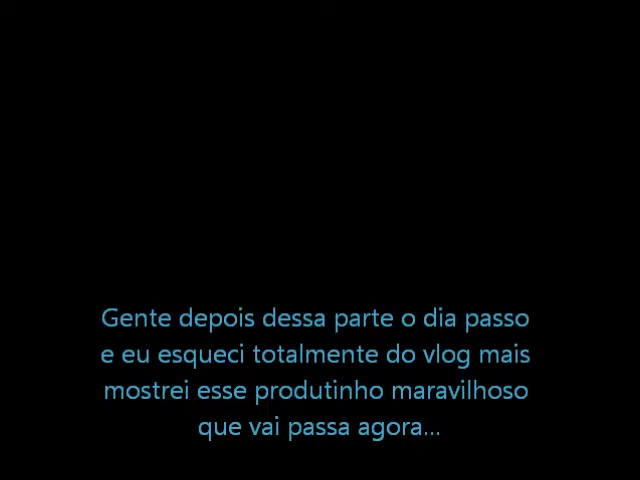 Gente depois dessa parte o dia passo
e eu esqueci totalmente do vlog mais
mostrei esse produtinho maravilhoso
que vai passa agora...